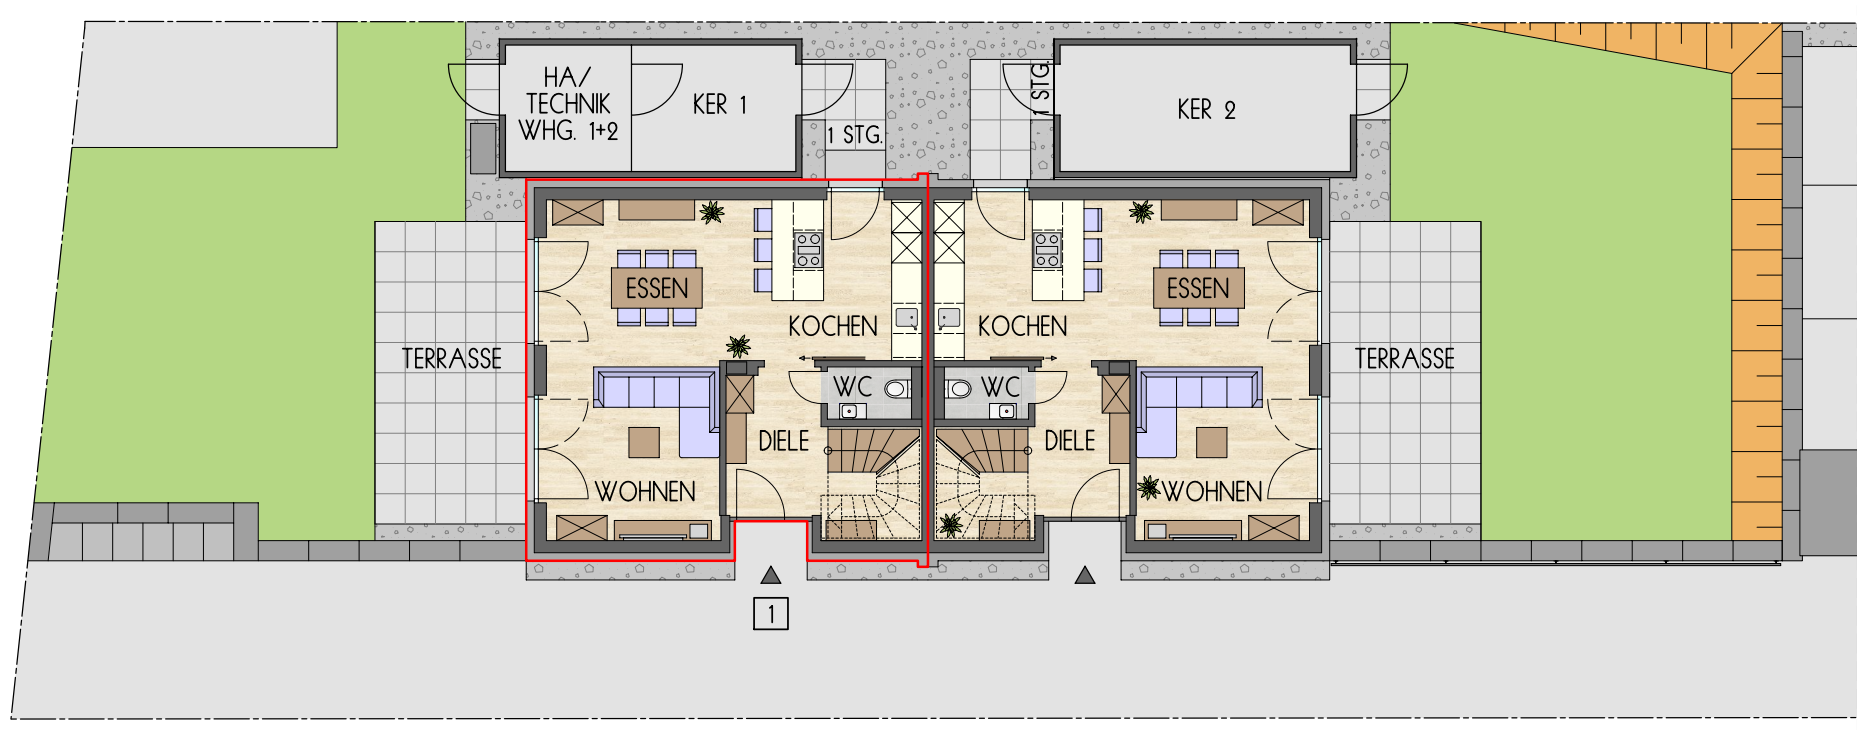 HA/
TECHNIK
WHG. 1+2
KER 1
1 STG.
1 STG.
KER 2
ESSEN
KOCHEN
KOCHEN
ESSEN
TERRASSE
WC
WC
TERRASSE
DIELE
DIELE
WOHNEN
WOHNEN
1